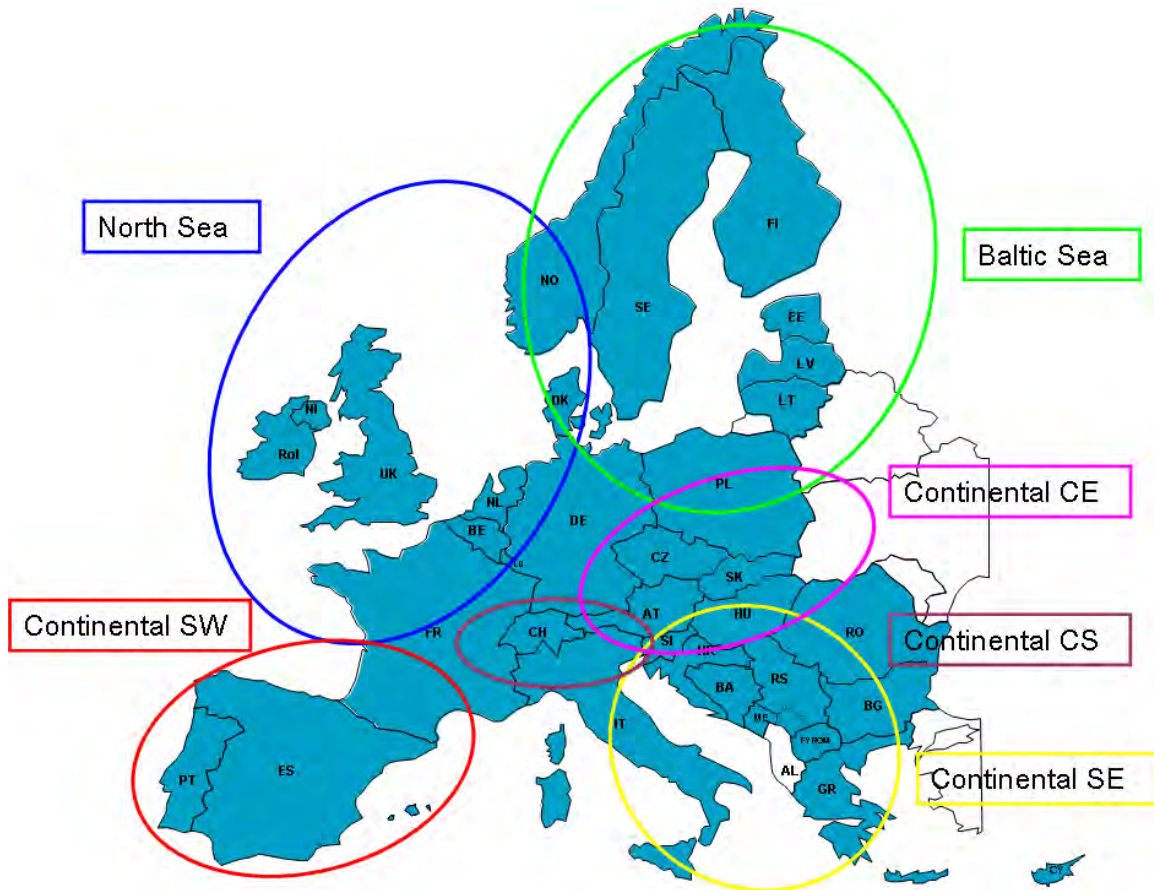 North Sea
Baltic Sea
FI
NO
SE
EE
LV
LT
DK
NI
RoI
UK
NL
BE
DE
PL
Continental CE
LU
CZ
SK
AT
HU
Continental SW
FR
CH
SI
HR
RO
Continental CS
BA
RS
ME
BG
IT
FYROM
AL
GR
PT
ES
Continental SE
CY